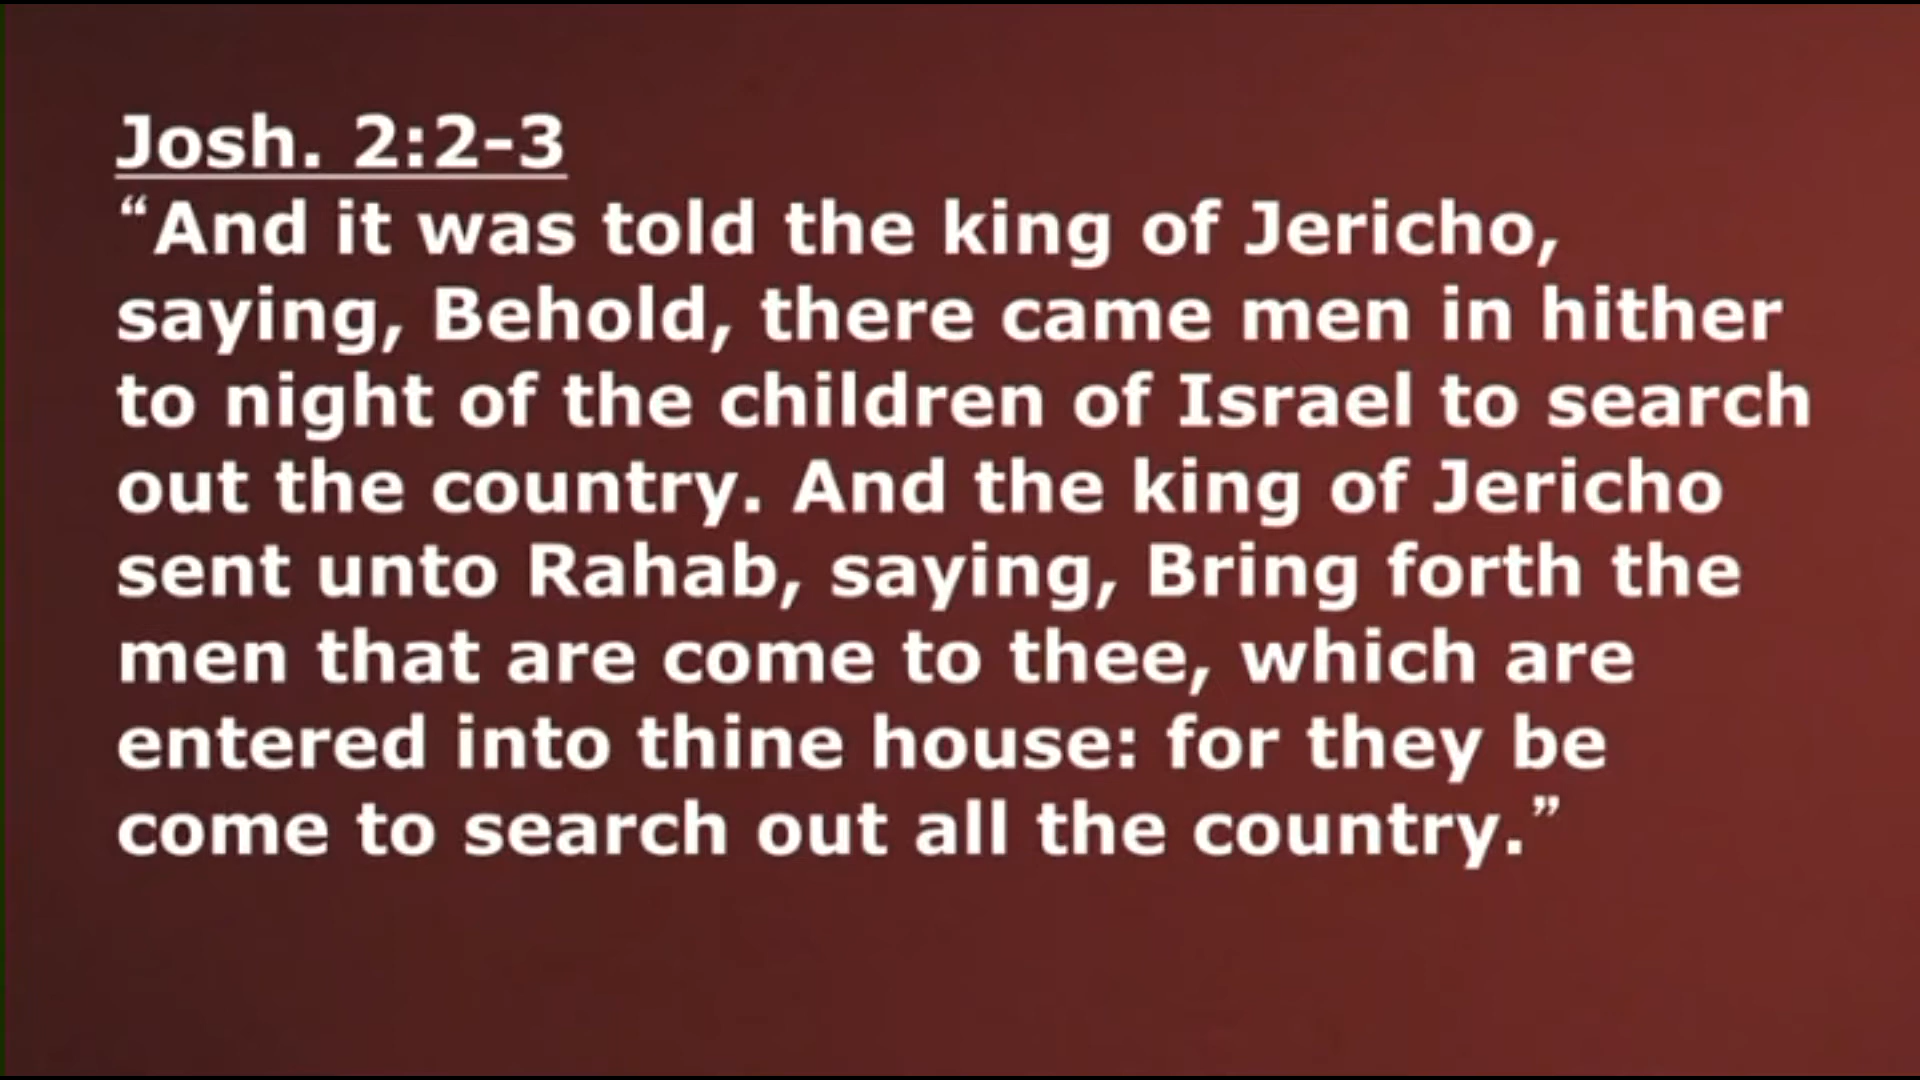 Josh. 2:2-3
“And it was told the king of Jericho,
saying, Behold, there came men in hither
to night of the children of Israel to search
out the country. And the king of Jericho
sent unto Rahab, saying, Bring forth the
men that are come to thee, which are
entered into thine house: for they be
come to search out all the country.”